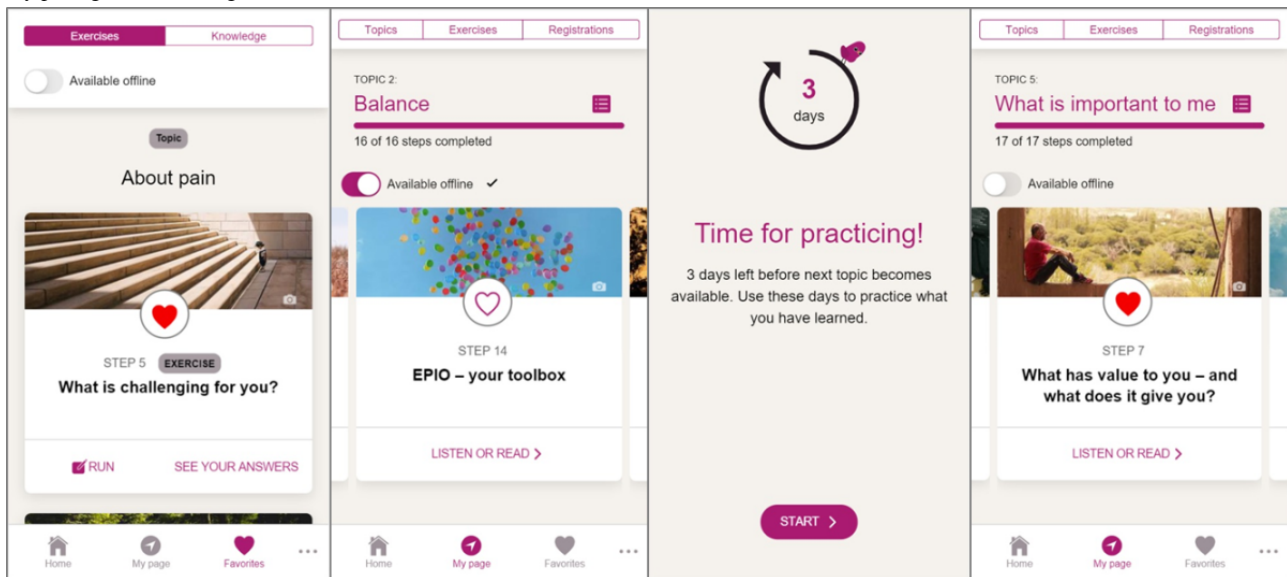 Exercises
Knowledge
Available offline
Topic
About pain
STEP 5 EXERCISE
What is challenging for you?
RUN
SEE YOUR ANSWERS
Home
My page
Favorites
Topics
Exercises
Registrations
TOPIC 2:
Balance
16 of 16 steps completed
Available offline
STEP 14
EPIO – your toolbox
LISTEN OR READ
Home
My page
Favorites
3
days
Time for practicing!
3 days left before next topic becomes
available. Use these days to practice what
you have learned.
START
Topics
Exercises
Registrations
TOPIC 5:
What is important to me
17 of 17 steps completed
Available offline
STEP 7
What has value to you – and
what does it give you?
LISTEN OR READ
Home
My page
Favorites